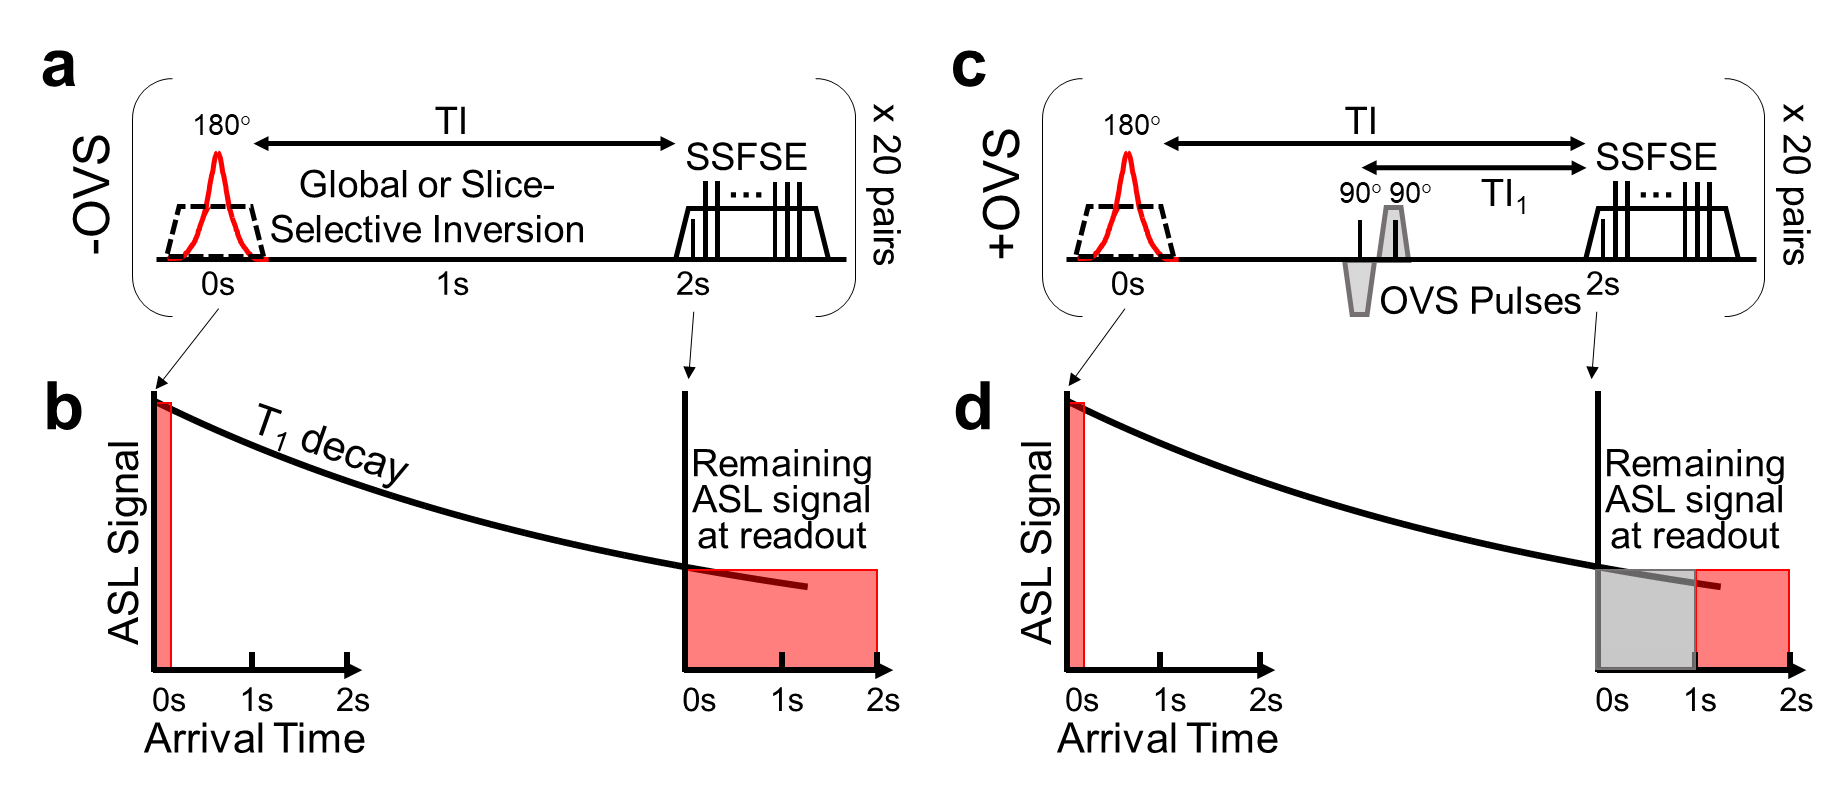 a
-OVS
180°
TI
SSFSE
...
Global or Slice-
Selective Inversion
0s
1s
2s
x 20 pairs
b
ASL Signal
T1 decay
Remaining
ASL signal
at readout
0s
1s
2s
0s
1s
2s
Arrival Time
c
+OVS
180°
TI
SSFSE
...
90° 90°
TI1
0s
OVS Pulses
2s
x 20 pairs
d
ASL Signal
Remaining
ASL signal
at readout
0s
1s
2s
0s
1s
2s
Arrival Time